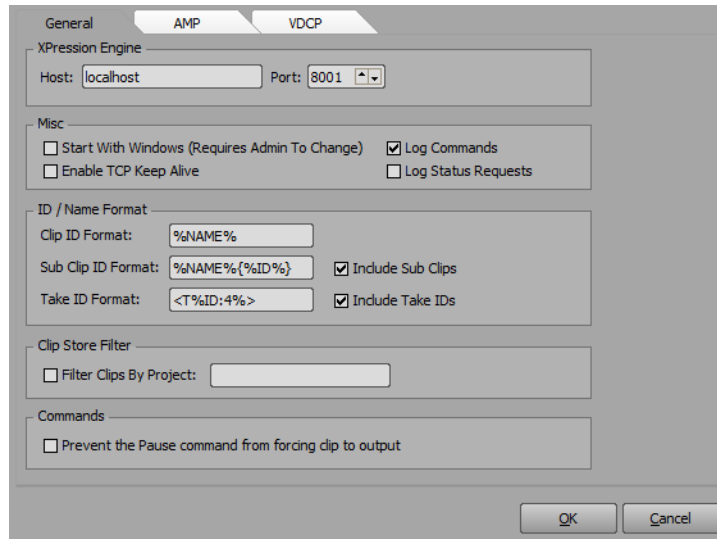 General AMP VDCP
XPression Engine
Host: localhost Port: 8001
Misc
Start With Windows (Requires Admin To Change) Log Commands
Enable TCP Keep Alive Log Status Requests
ID / Name Format
Clip ID Format: %NAME%
Sub Clip ID Format: %NAME%{%ID%} Include Sub Clips
Take ID Format: <T%ID:4%> Include Take IDs
Clip Store Filter
Filter Clips By Project:
Commands
Prevent the Pause command from forcing clip to output
OK Cancel